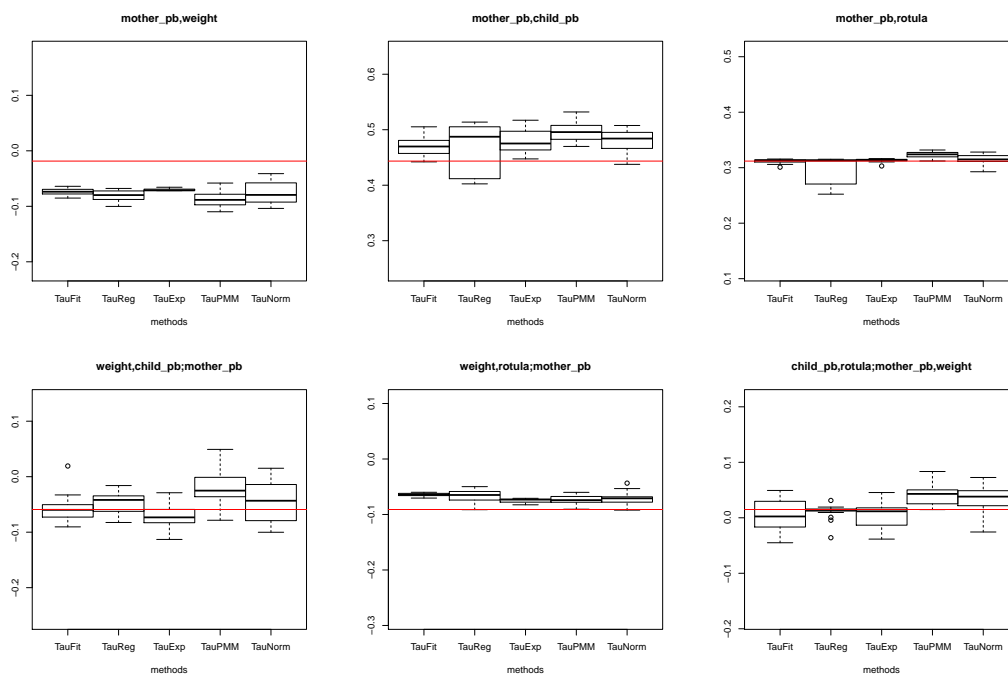 mother_pb,weight
0.1
0.0
−0.1
−0.2
TauFit TauReg TauExp TauPMM TauNorm
methods
mother_pb,child_pb
0.6
0.5
0.4
0.3
TauFit TauReg TauExp TauPMM TauNorm
methods
mother_pb,rotula
0.5
0.4
0.3
0.2
0.1
TauFit TauReg TauExp TauPMM TauNorm
methods
weight,child_pb;mother_pb
0.1
0.0
−0.1
−0.2
TauFit TauReg TauExp TauPMM TauNorm
methods
weight,rotula;mother_pb
0.1
0.0
−0.1
−0.2
−0.3
TauFit TauReg TauExp TauPMM TauNorm
methods
child_pb,rotula;mother_pb,weight
0.2
0.1
0.0
−0.1
−0.2
TauFit TauReg TauExp TauPMM TauNorm
methods